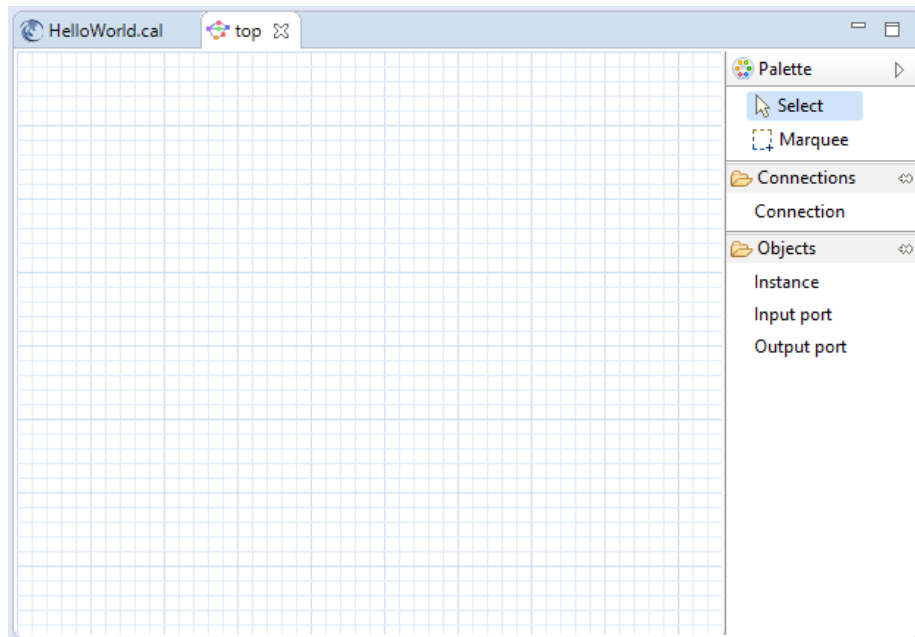 HelloWorld.cal
top
Palette
Select
Marquee
Connections
Connection
Objects
Instance
Input port
Output port